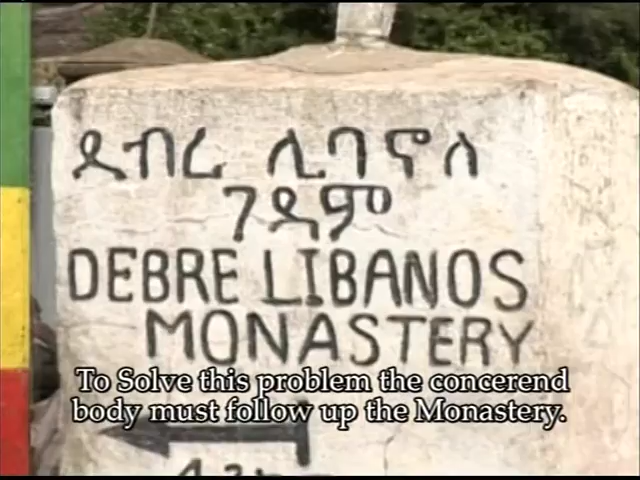 ደብረ ሊባኖስ
ገዳም
DEBRE LIBANOS
MONASTERY
To Solve this problem the concerend
body must follow up the Monastery.